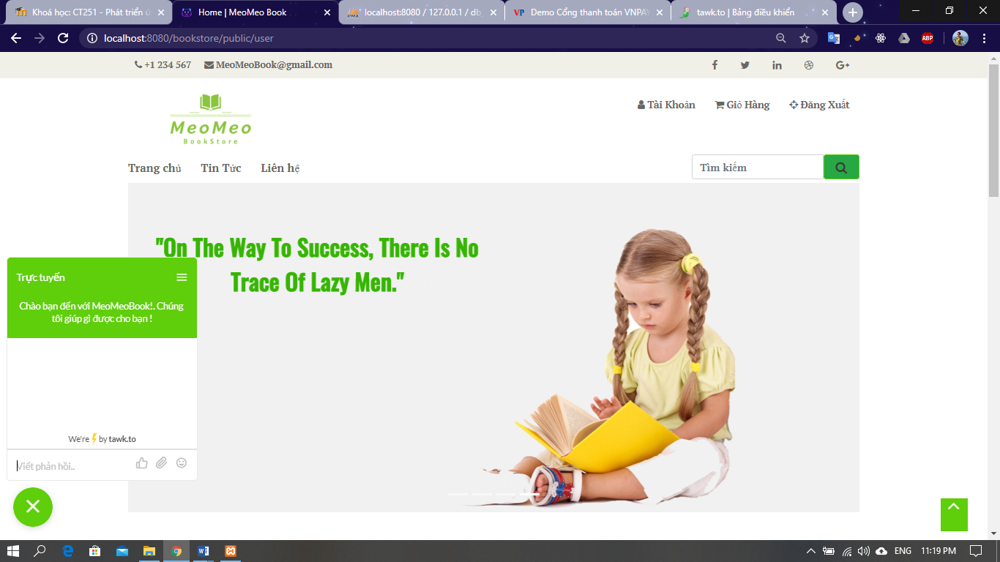 Khoá học: CT251 - Phát triển ứ
Home | MeoMeo Book
localhost:8080 / 127.0.0.1 / db
Demo Cổng thanh toán VNPAY
tawk.to | Bảng điều khiển
localhost:8080/bookstore/public/user
ABP
+1 234 567 MeoMeoBook@gmail.com
Tài Khoản Giỏ Hàng Đăng Xuất
MeoMeo
BookStore
Trang chủ Tin Tức Liên hệ
Tìm kiếm
"On The Way To Success, There Is No
Trace Of Lazy Men."
Trực tuyến
Chào bạn đến với MeoMeoBook!. Chúng
tôi giúp gì được cho bạn !
We're by tawk.to
Viết phản hồi..
ENG 11:19 PM